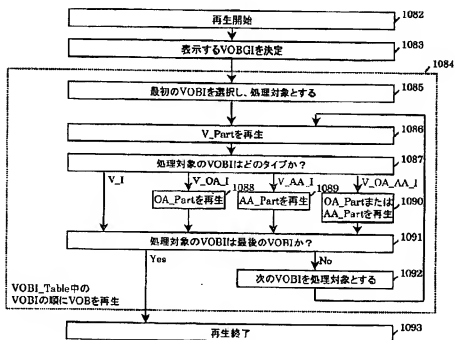 再生開始
1082
表示するVOBGIを決定
1083
1084
最初のVOBIを選択し、処理対象とする
1085
V_Partを再生
1086
処理対象のVOBIはどのタイプか?
1087
V_I
V_OA_I
V_AA_I
V_OA_AA_I
1088
1089
OA_Partを再生
AA_Partを再生
OA_Partまたは
AA_Partを再生
1090
処理対象のVOBIは最後のVOBIか?
1091
Yes
No
1092
次のVOBIを処理対象とする
VOBI_Table中の
VOBIの順にVOBを再生
再生終了
1093